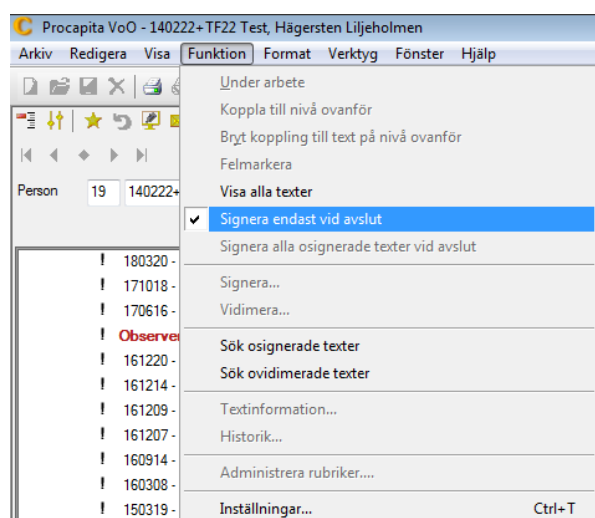 Procapita VoO - 140222+TF22 Test, Hägersten Liljeholmen
Arkiv Redigera Visa Funktion Format Verktyg Fönster Hjälp
Under arbete
Koppla till nivå ovanför
Bryt koppling till text på nivå ovanför
Felmarkera
Person 19 140222+
Visa alla texter
Signera endast vid avslut
Signera alla osignerade texter vid avslut
! 180320 -
! 171018 -
Signera...
! 170616 -
Vidimera...
! Observe
Sök osignerade texter
! 161220 -
Sök ovidimerade texter
! 161214 -
! 161209 -
Textinformation...
! 161207 -
Historik...
! 160914 -
Administrera rubriker....
! 160308 -
! 150319 -
Inställningar... Ctrl+T